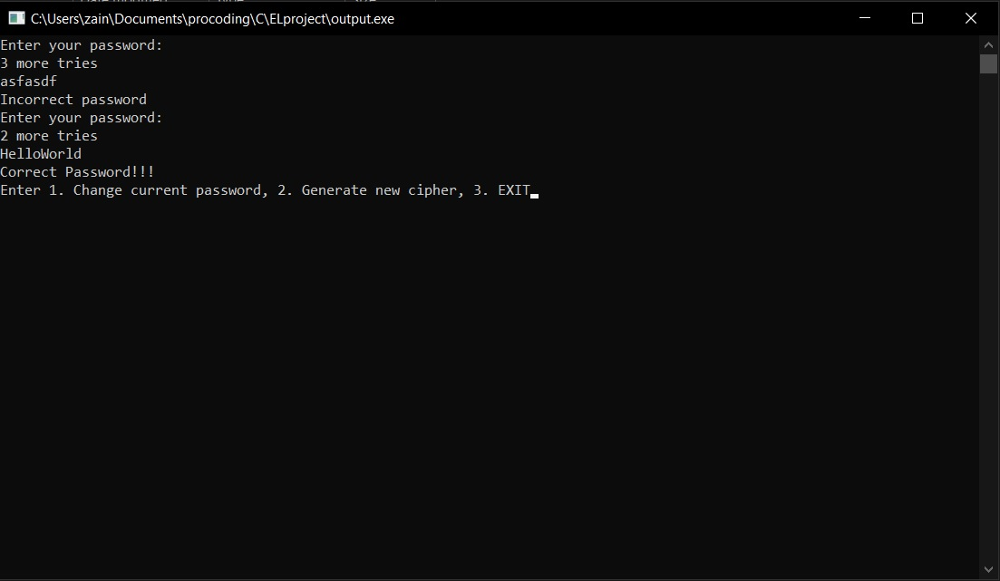 C:\Users\zain\Documents\procoding\C\ELproject\output.exe
Enter your password:
3 more tries
asfasdf
Incorrect password
Enter your password:
2 more tries
HelloWorld
Correct Password!!!
Enter 1. Change current password, 2. Generate new cipher, 3. EXIT